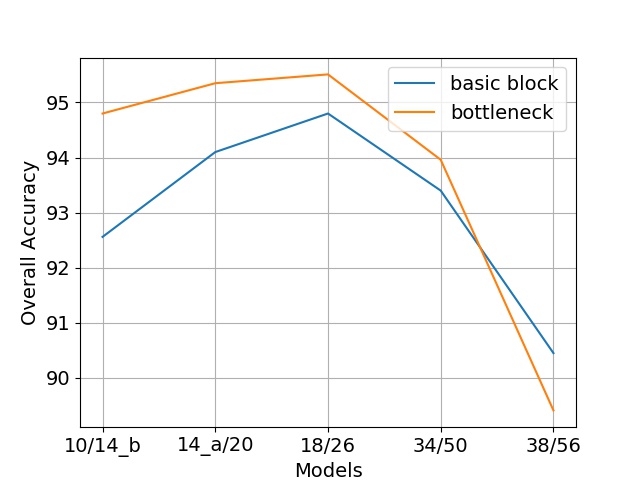 basic block
bottleneck
95
94
93
92
91
90
Overall Accuracy
10/14_b 14_a/20 18/26 34/50 38/56
Models